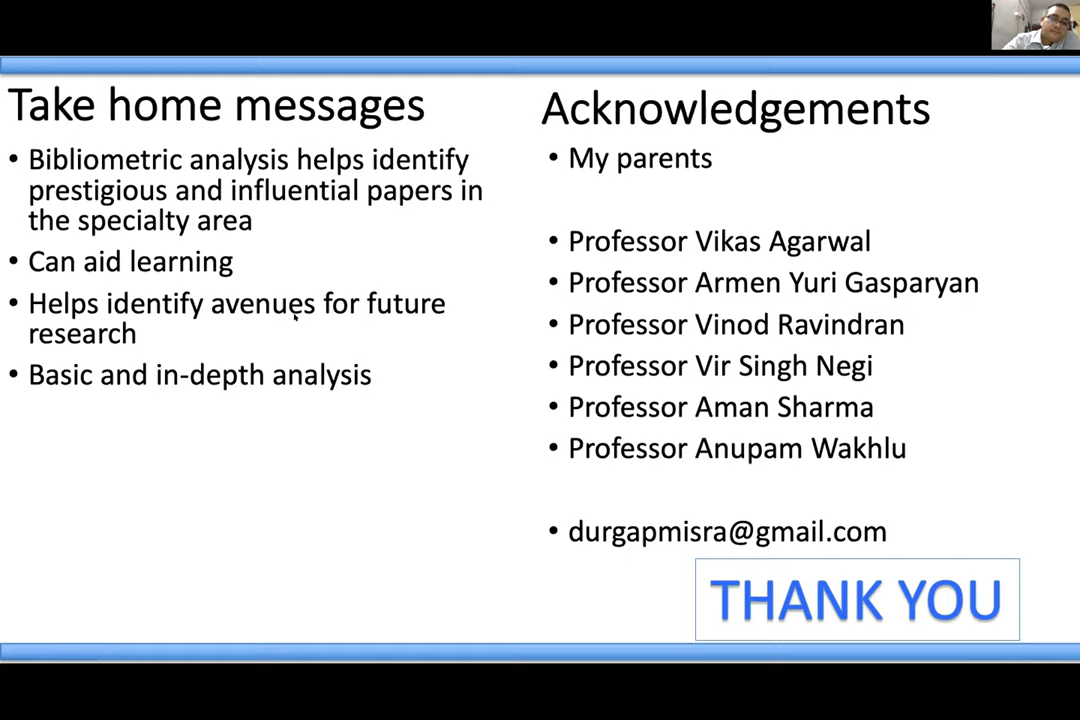 Take home messages
• Bibliometric analysis helps identify
prestigious and influential papers in
the specialty area
• Can aid learning
• Helps identify avenues for future
research
• Basic and in-depth analysis
Acknowledgements
• My parents
• Professor Vikas Agarwal
• Professor Armen Yuri Gasparyan
• Professor Vinod Ravindran
• Professor Vir Singh Negi
• Professor Aman Sharma
• Professor Anupam Wakhlu
• durgapmisra@gmail.com
THANK YOU